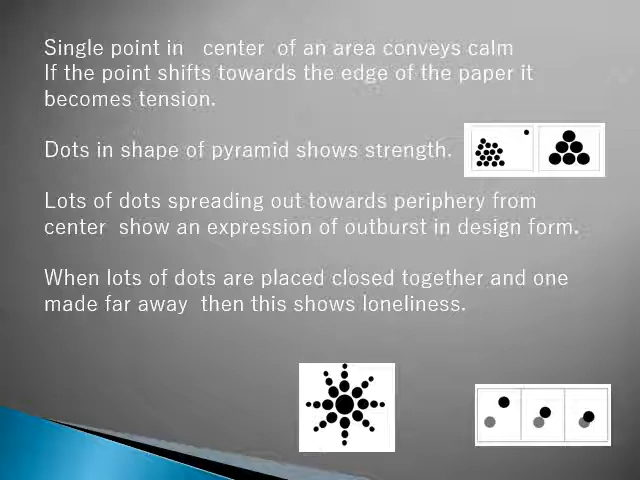 Single point in center of an area conveys calm
If the point shifts towards the edge of the paper it
becomes tension.
Dots in shape of pyramid shows strength.
Lots of dots spreading out towards periphery from
center show an expression of outburst in design form.
When lots of dots are placed closed together and one
made far away then this shows loneliness.